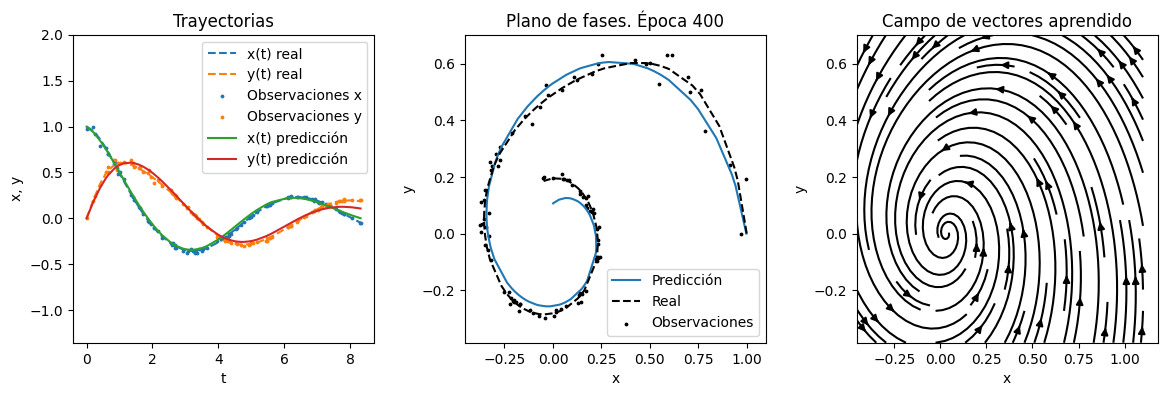 Trayectorias
x, y
2.0
1.5
1.0
0.5
0.0
−0.5
−1.0
x(t) real
y(t) real
Observaciones x
Observaciones y
x(t) predicción
y(t) predicción
0
2
4
6
8
t
Plano de fases. Época 400
y
0.6
0.4
0.2
0.0
−0.2
Predicción
Real
Observaciones
−0.25
0.00
0.25
0.50
0.75
1.00
x
Campo de vectores aprendido
y
0.6
0.4
0.2
0.0
−0.2
−0.25
0.00
0.25
0.50
0.75
1.00
x